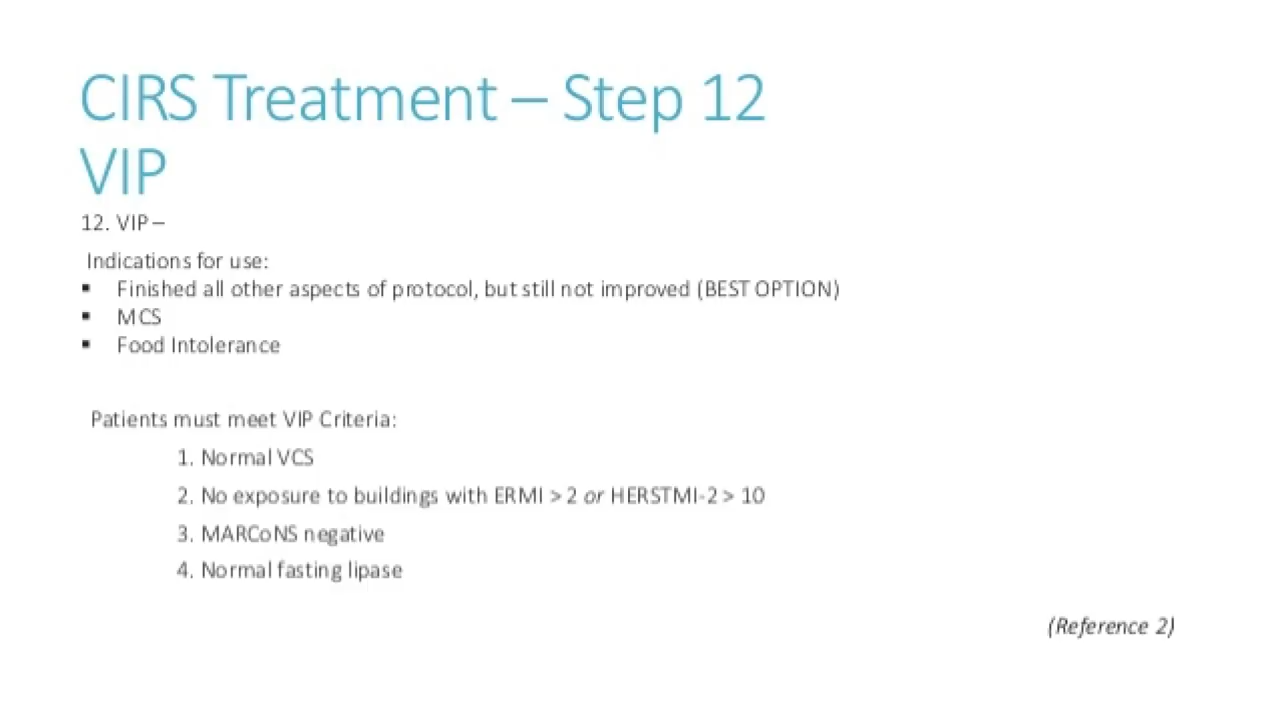 CIRS Treatment – Step 12
VIP
12. VIP –
Indications for use:
▪ Finished all other aspects of protocol, but still not improved (BEST OPTION)
▪ MCS
▪ Food Intolerance
Patients must meet VIP Criteria:
1. Normal VCS
2. No exposure to buildings with ERMI > 2 or HERSTMI-2 > 10
3. MARCoNS negative
4. Normal fasting lipase
(Reference 2)